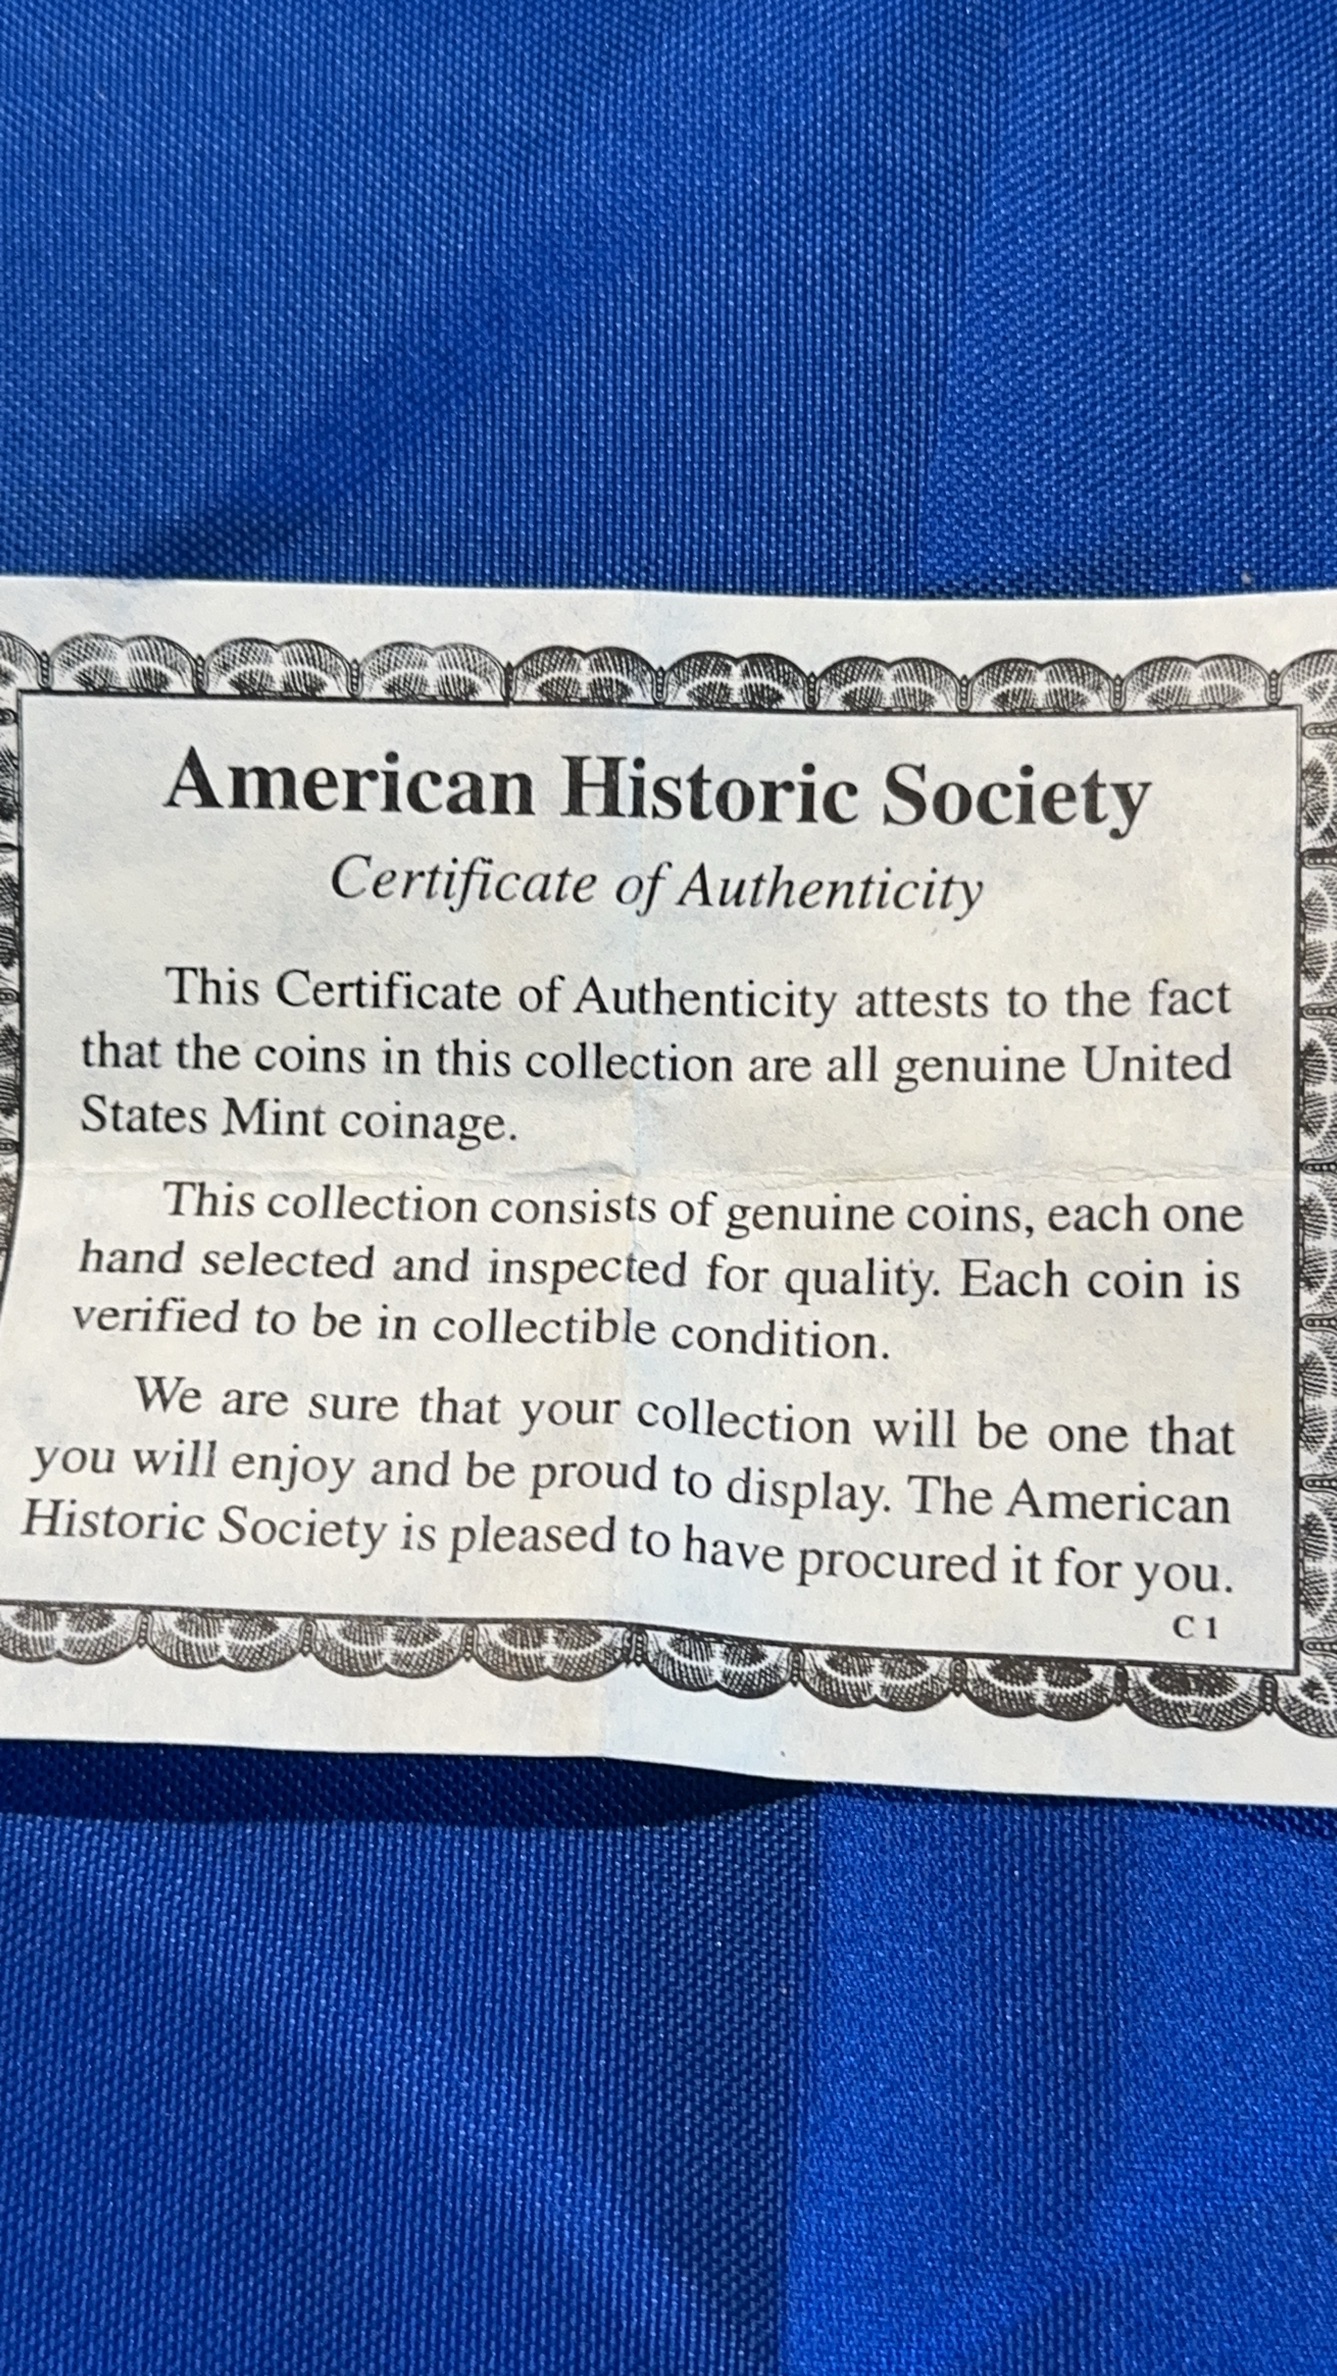 American Historic Society
Certificate of Authenticity
This Certificate of Authenticity attests to the fact
that the coins in this collection are all genuine United
States Mint coinage.
This collection consists of genuine coins, each one
hand selected and inspected for quality. Each coin is
verified to be in collectible condition.
We are sure that your collection will be one that
you will enjoy and be proud to display. The American
Historic Society is pleased to have procured it for you.
C 1